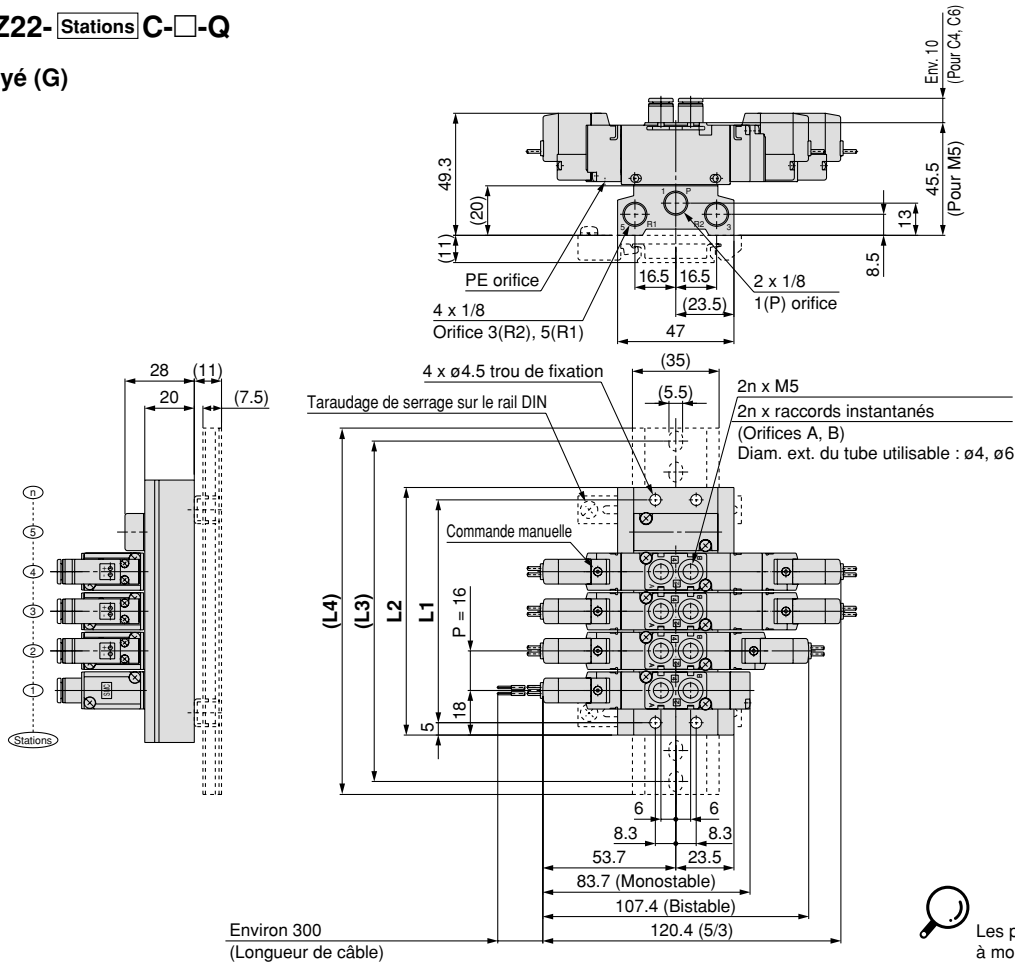 Z22- Stations C-□-Q
yé (G)
Env. 10
(Pour C4, C6)
49.3
(20)
(11)
45.5
(Pour M5)
13
8.5
1 P
5 R1 R2 3
PE orifice
16.5 16.5
2 x 1/8
1(P) orifice
(23.5)
4 x 1/8
Orifice 3(R2), 5(R1)
47
28 (11)
20 (7.5)
4 x ø4.5 trou de fixation
(35)
(5.5)
2n x M5
2n x raccords instantanés
(Orifices A, B)
Diam. ext. du tube utilisable : ø4, ø6
Taraudage de serrage sur le rail DIN
Commande manuelle
n
5
4
3
2
1
Stations
SMC
(L4)
(L3)
L2
L1
P = 16
18
5
6 6
8.3 8.3
53.7 23.5
83.7 (Monostable)
107.4 (Bistable)
120.4 (5/3)
Environ 300
(Longueur de câble)
Les p
à mo